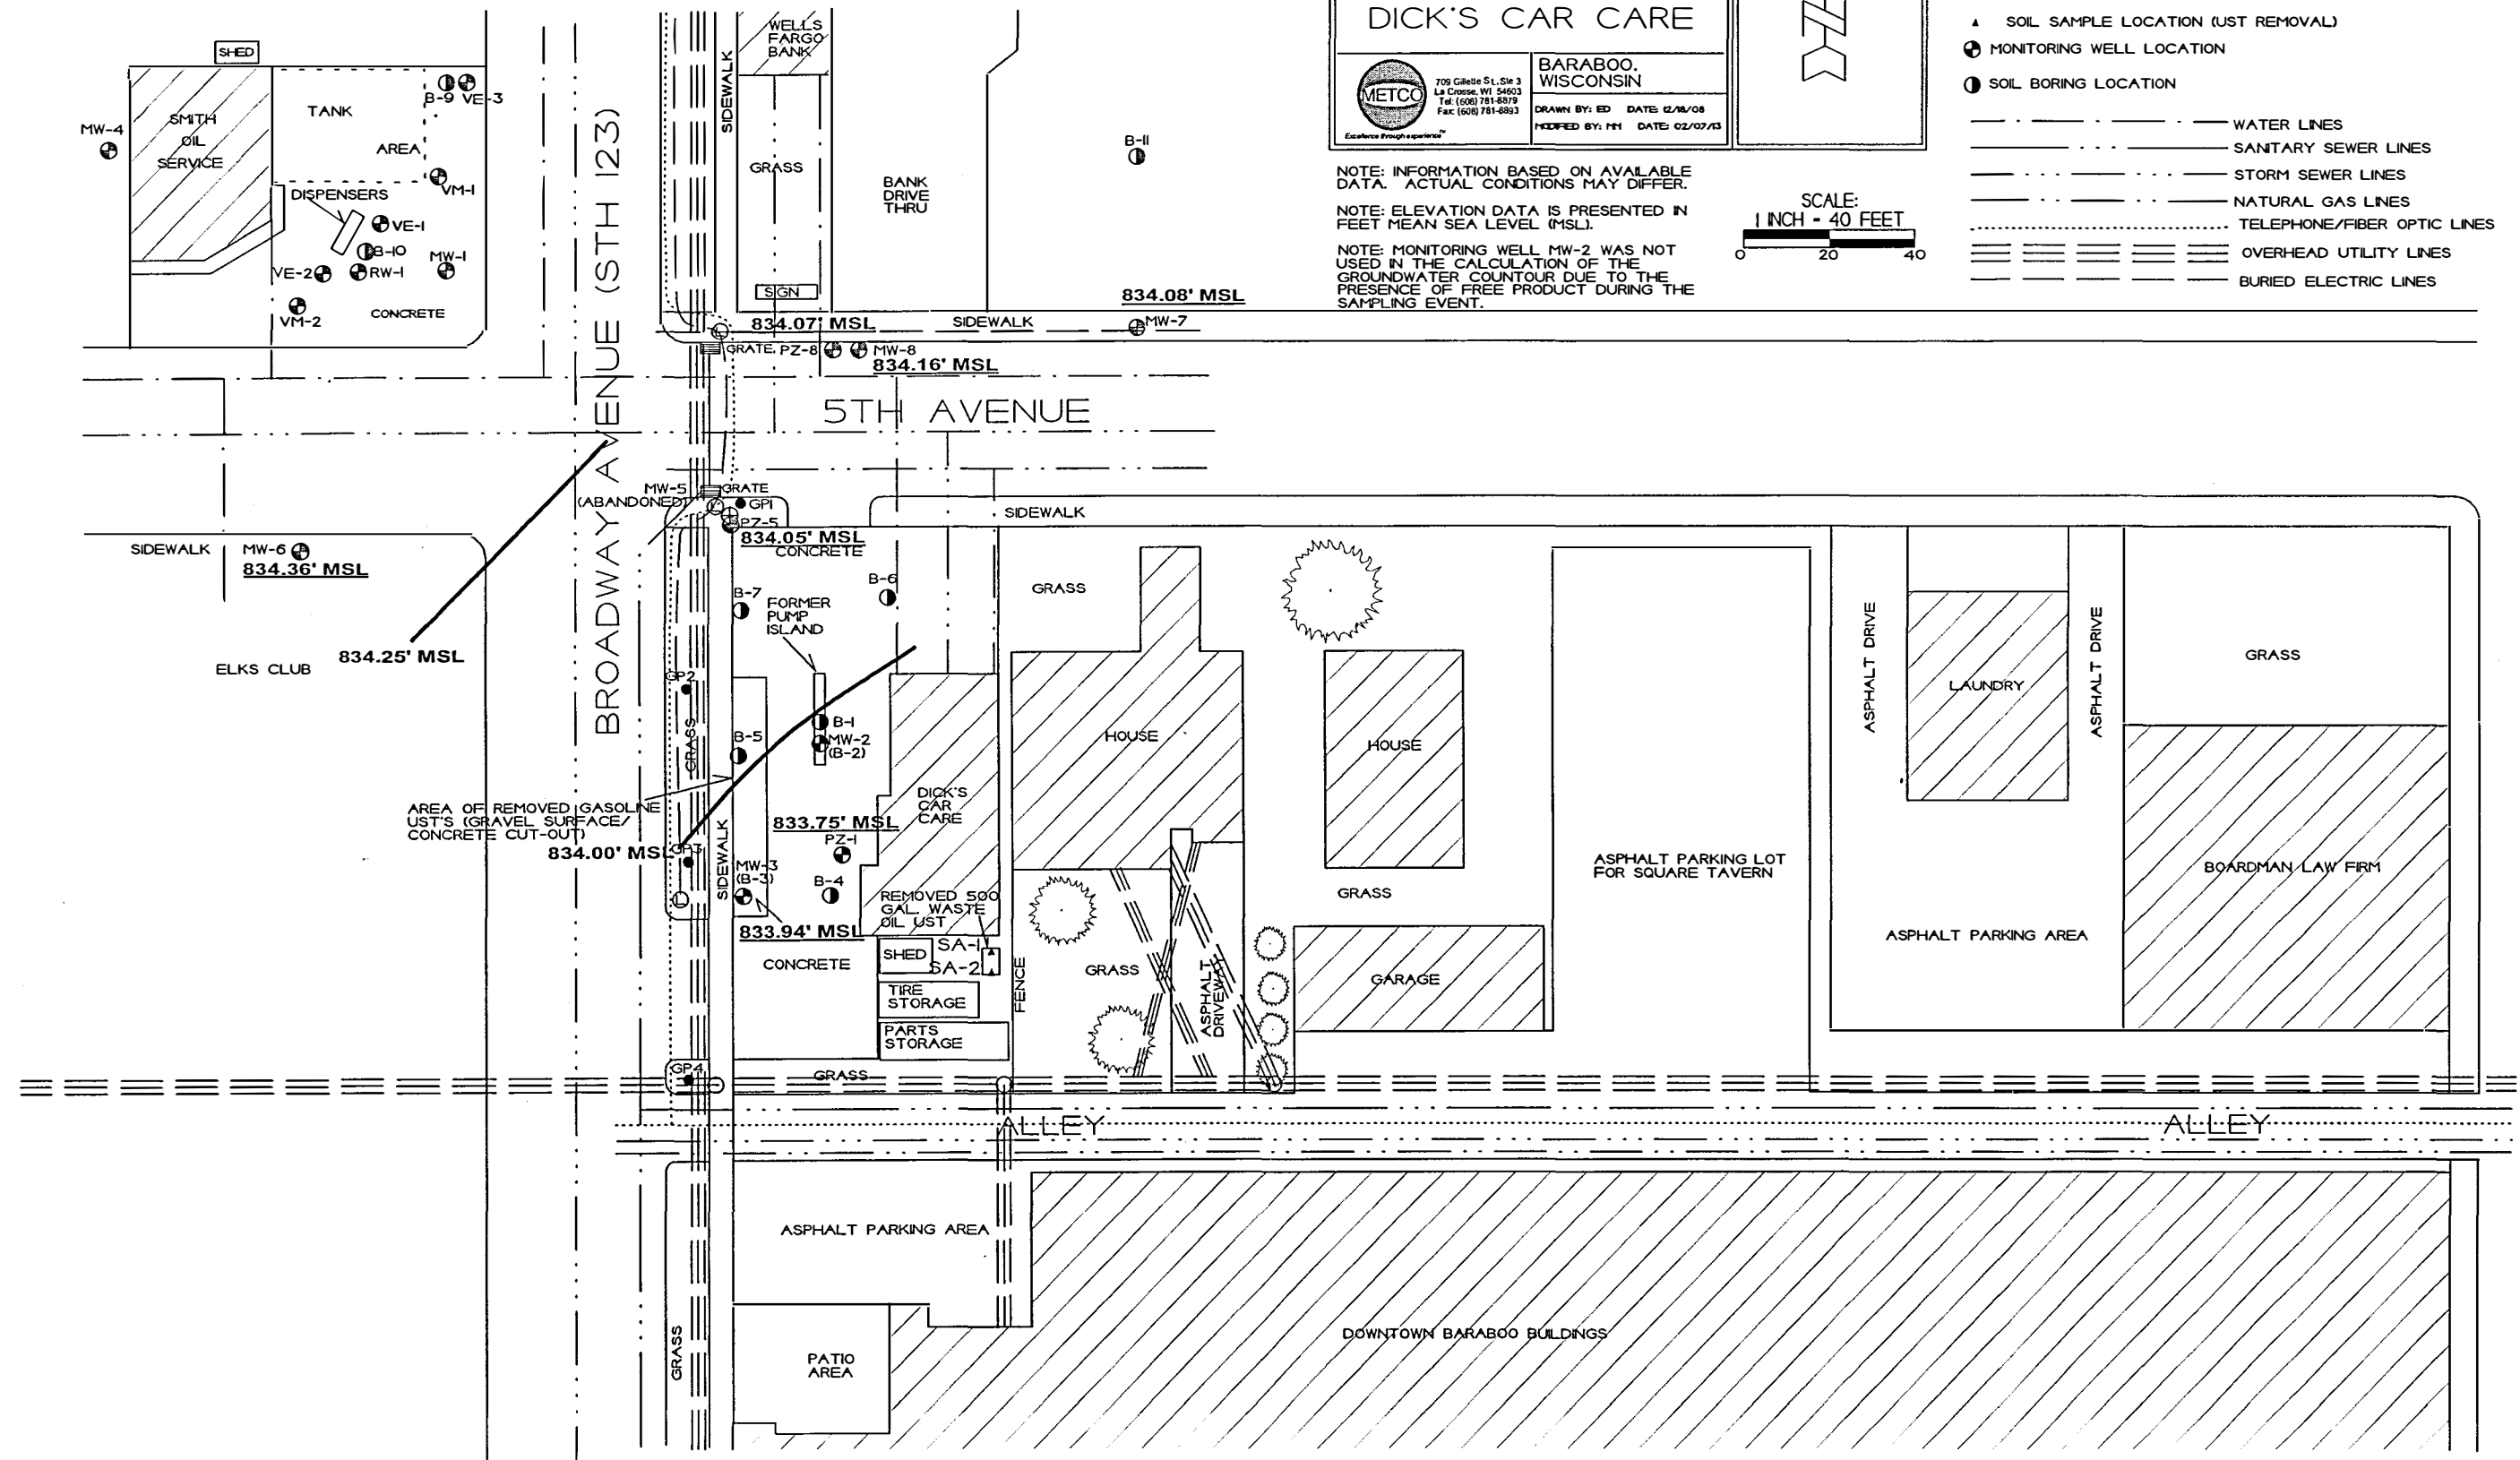 DICK'S CAR CARE
METCO
Excellence through experience™
709 Gillette St., Ste 3
La Crosse, WI 54603
Tel: (608) 781-8879
Fax: (608) 781-8893
BARABOO,
WISCONSIN
DRAWN BY: ED DATE: 12/18/08
MODIFIED BY: MM DATE: 02/07/13
SOIL SAMPLE LOCATION (UST REMOVAL)
MONITORING WELL LOCATION
SOIL BORING LOCATION
WATER LINES
SANITARY SEWER LINES
STORM SEWER LINES
NATURAL GAS LINES
TELEPHONE/FIBER OPTIC LINES
OVERHEAD UTILITY LINES
BURIED ELECTRIC LINES
NOTE: INFORMATION BASED ON AVAILABLE
DATA. ACTUAL CONDITIONS MAY DIFFER.
NOTE: ELEVATION DATA IS PRESENTED IN
FEET MEAN SEA LEVEL (MSL).
NOTE: MONITORING WELL MW-2 WAS NOT
USED IN THE CALCULATION OF THE
GROUNDWATER COUNTOUR DUE TO THE
PRESENCE OF FREE PRODUCT DURING THE
SAMPLING EVENT.
SCALE:
1 INCH - 40 FEET
0 20 40
SHED
SMITH
OIL
SERVICE
TANK
AREA
B-9 VE-3
MW-4
VM-1
DISPENSERS
VE-1
B-10
MW-1
VE-2
RW-1
VM-2
CONCRETE
BROADWAY AVENUE (STH 123)
SIDEWALK
WELLS
FARGO
BANK
GRASS
BANK
DRIVE
THRU
SIGN
B-11
834.08' MSL
834.07' MSL
SIDEWALK
MW-7
GRATE
PZ-8
MW-8
834.16' MSL
5TH AVENUE
MW-5
(ABANDONED)
GRATE
GP1
PZ-5
834.05' MSL
CONCRETE
SIDEWALK
SIDEWALK
MW-6
834.36' MSL
ELKS CLUB
834.25' MSL
B-7
B-6
FORMER
PUMP
ISLAND
GP2
GRASS
B-1
MW-2
(B-2)
B-5
AREA OF REMOVED GASOLINE
UST'S (GRAVEL SURFACE/
CONCRETE CUT-OUT)
834.00' MSL
GP3
SIDEWALK
833.75' MSL
PZ-1
DICK'S
CAR
CARE
MW-3
(B-3)
B-4
REMOVED 500
GAL. WASTE
OIL UST
833.94' MSL
CONCRETE
SHED
SA-1
SA-2
TIRE
STORAGE
PARTS
STORAGE
FENCE
GP4
GRASS
GRASS
HOUSE
HOUSE
GRASS
GRASS
ASPHALT
DRIVEWAY
GARAGE
ASPHALT PARKING LOT
FOR SQUARE TAVERN
ASPHALT DRIVE
LAUNDRY
ASPHALT DRIVE
GRASS
BOARDMAN LAW FIRM
ASPHALT PARKING AREA
ALLEY
ALLEY
ASPHALT PARKING AREA
GRASS
PATIO
AREA
DOWNTOWN BARABOO BUILDINGS